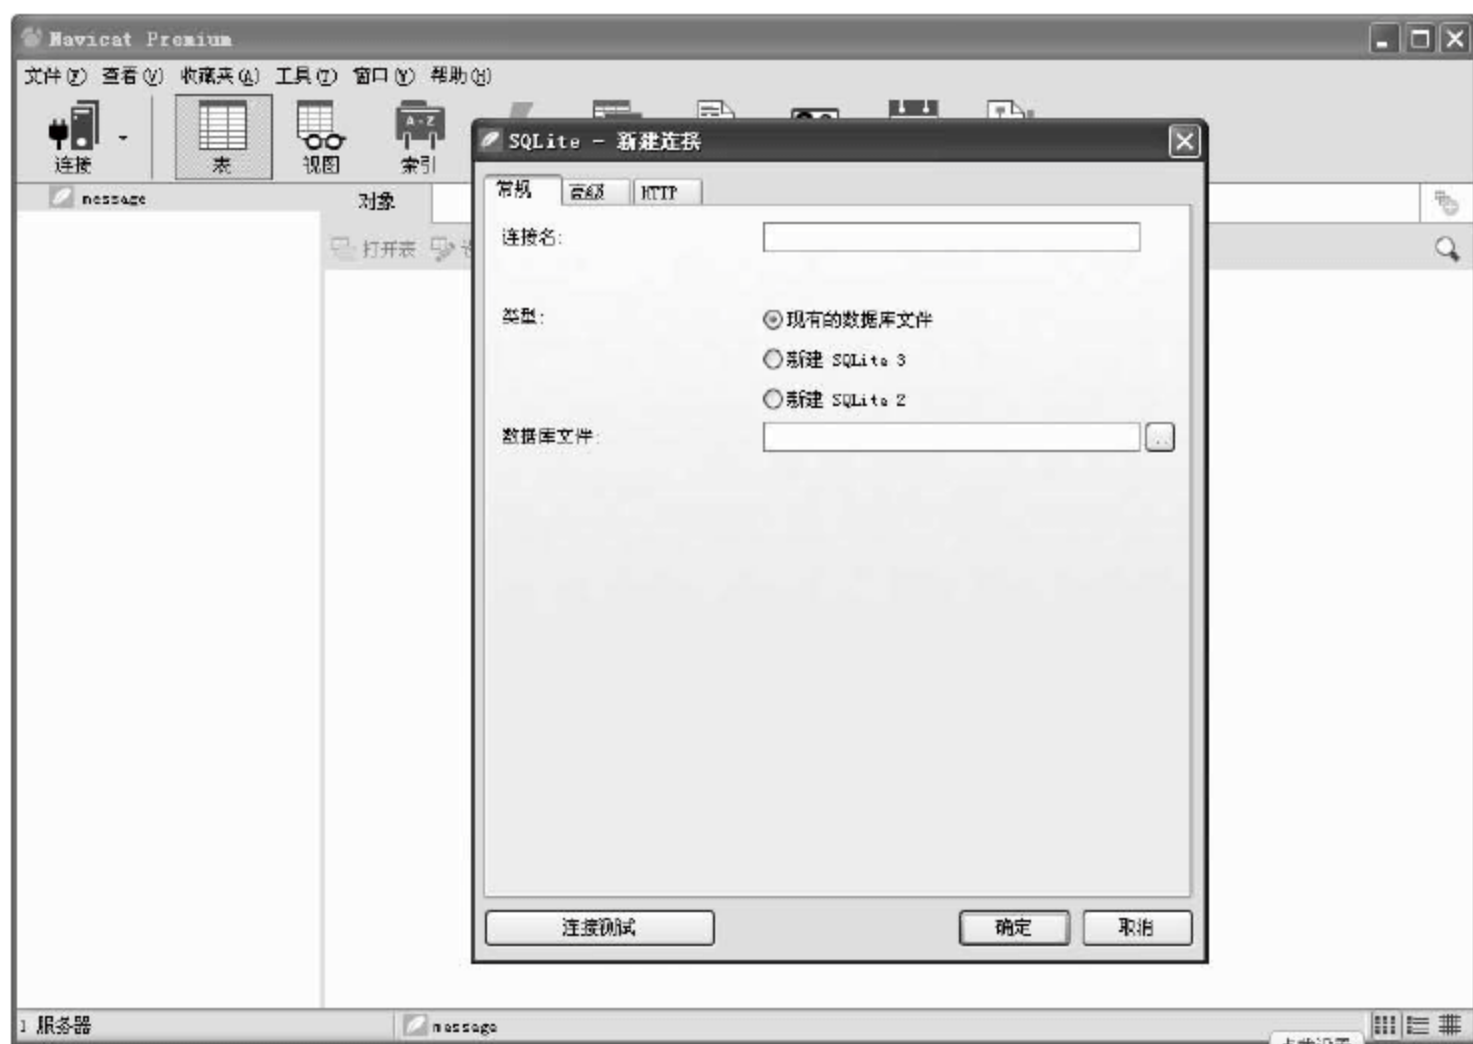 Navicat Premium
文件(F) 查看(V) 收藏夹(A) 工具(T) 窗口(W) 帮助(H)
连接 表 视图 索引
SQLite - 新建连接
message
对象
打开表
常规 高级 HTTP
连接名:
类型:
现有的数据库文件
新建 SQLite 3
新建 SQLite 2
数据库文件:
..
连接测试 确定 取消
1 服务器
message